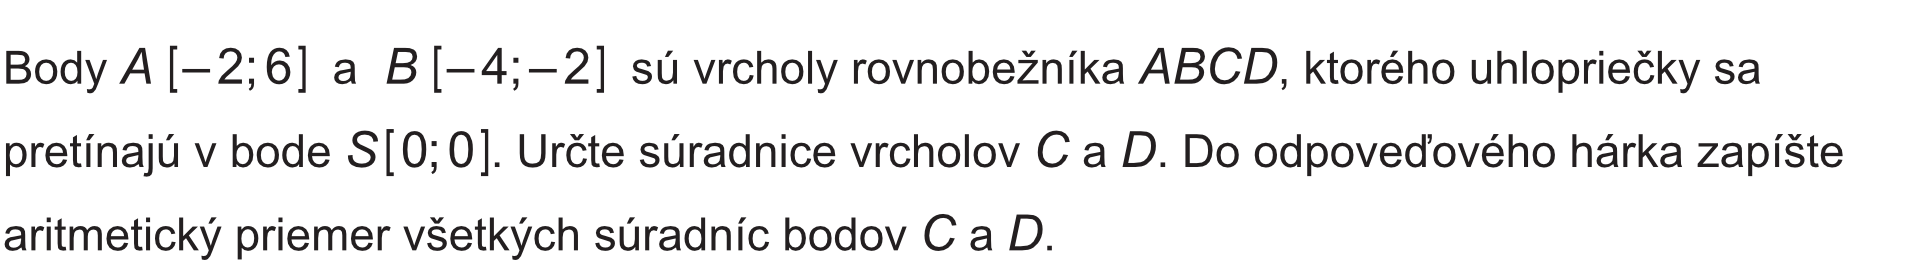 Body A [−2; 6] a B [−4; −2] sú vrcholy rovnobežníka ABCD, ktorého uhlopriečky sa
pretínajú v bode S[0; 0]. Určte súradnice vrcholov C a D. Do odpoveďového hárka zapíšte
aritmetický priemer všetkých súradníc bodov C a D.